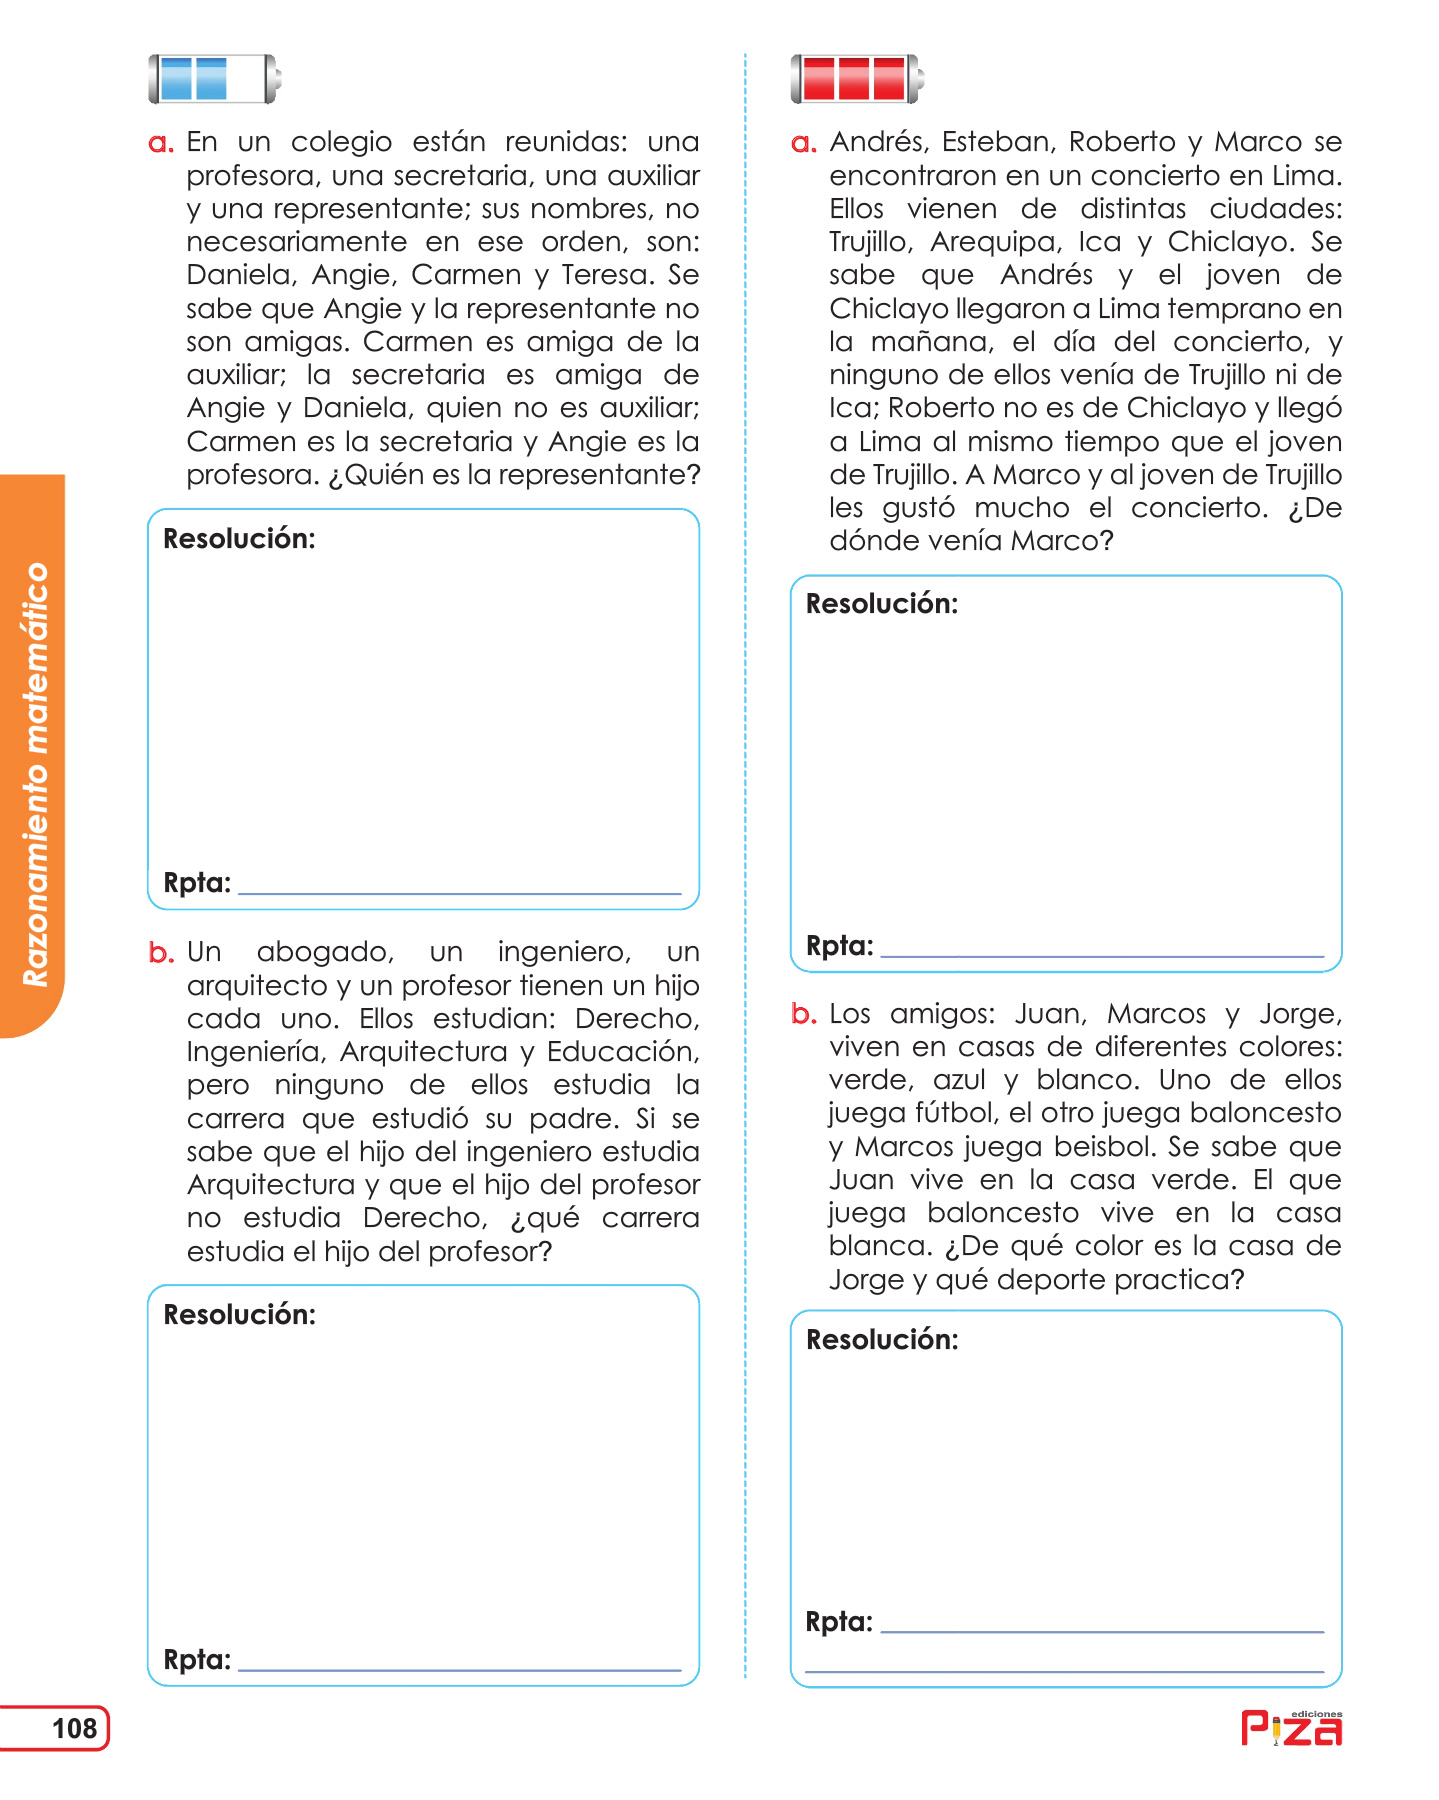 a. En un colegio están reunidas: una
profesora, una secretaria, una auxiliar
y una representante; sus nombres, no
necesariamente en ese orden, son:
Daniela, Angie, Carmen y Teresa. Se
sabe que Angie y la representante no
son amigas. Carmen es amiga de la
auxiliar; la secretaria es amiga de
Angie y Daniela, quien no es auxiliar;
Carmen es la secretaria y Angie es la
profesora. ¿Quién es la representante?
Resolución:
Rpta:
b. Un abogado, un ingeniero, un
arquitecto y un profesor tienen un hijo
cada uno. Ellos estudian: Derecho,
Ingeniería, Arquitectura y Educación,
pero ninguno de ellos estudia la
carrera que estudió su padre. Si se
sabe que el hijo del ingeniero estudia
Arquitectura y que el hijo del profesor
no estudia Derecho, ¿qué carrera
estudia el hijo del profesor?
Resolución:
Rpta:
a. Andrés, Esteban, Roberto y Marco se
encontraron en un concierto en Lima.
Ellos vienen de distintas ciudades:
Trujillo, Arequipa, Ica y Chiclayo. Se
sabe que Andrés y el joven de
Chiclayo llegaron a Lima temprano en
la mañana, el día del concierto, y
ninguno de ellos venía de Trujillo ni de
Ica; Roberto no es de Chiclayo y llegó
a Lima al mismo tiempo que el joven
de Trujillo. A Marco y al joven de Trujillo
les gustó mucho el concierto. ¿De
dónde venía Marco?
Resolución:
Rpta:
b. Los amigos: Juan, Marcos y Jorge,
viven en casas de diferentes colores:
verde, azul y blanco. Uno de ellos
juega fútbol, el otro juega baloncesto
y Marcos juega beisbol. Se sabe que
Juan vive en la casa verde. El que
juega baloncesto vive en la casa
blanca. ¿De qué color es la casa de
Jorge y qué deporte practica?
Resolución:
Rpta:
Razonamiento matemático
108
ediciones
Piza